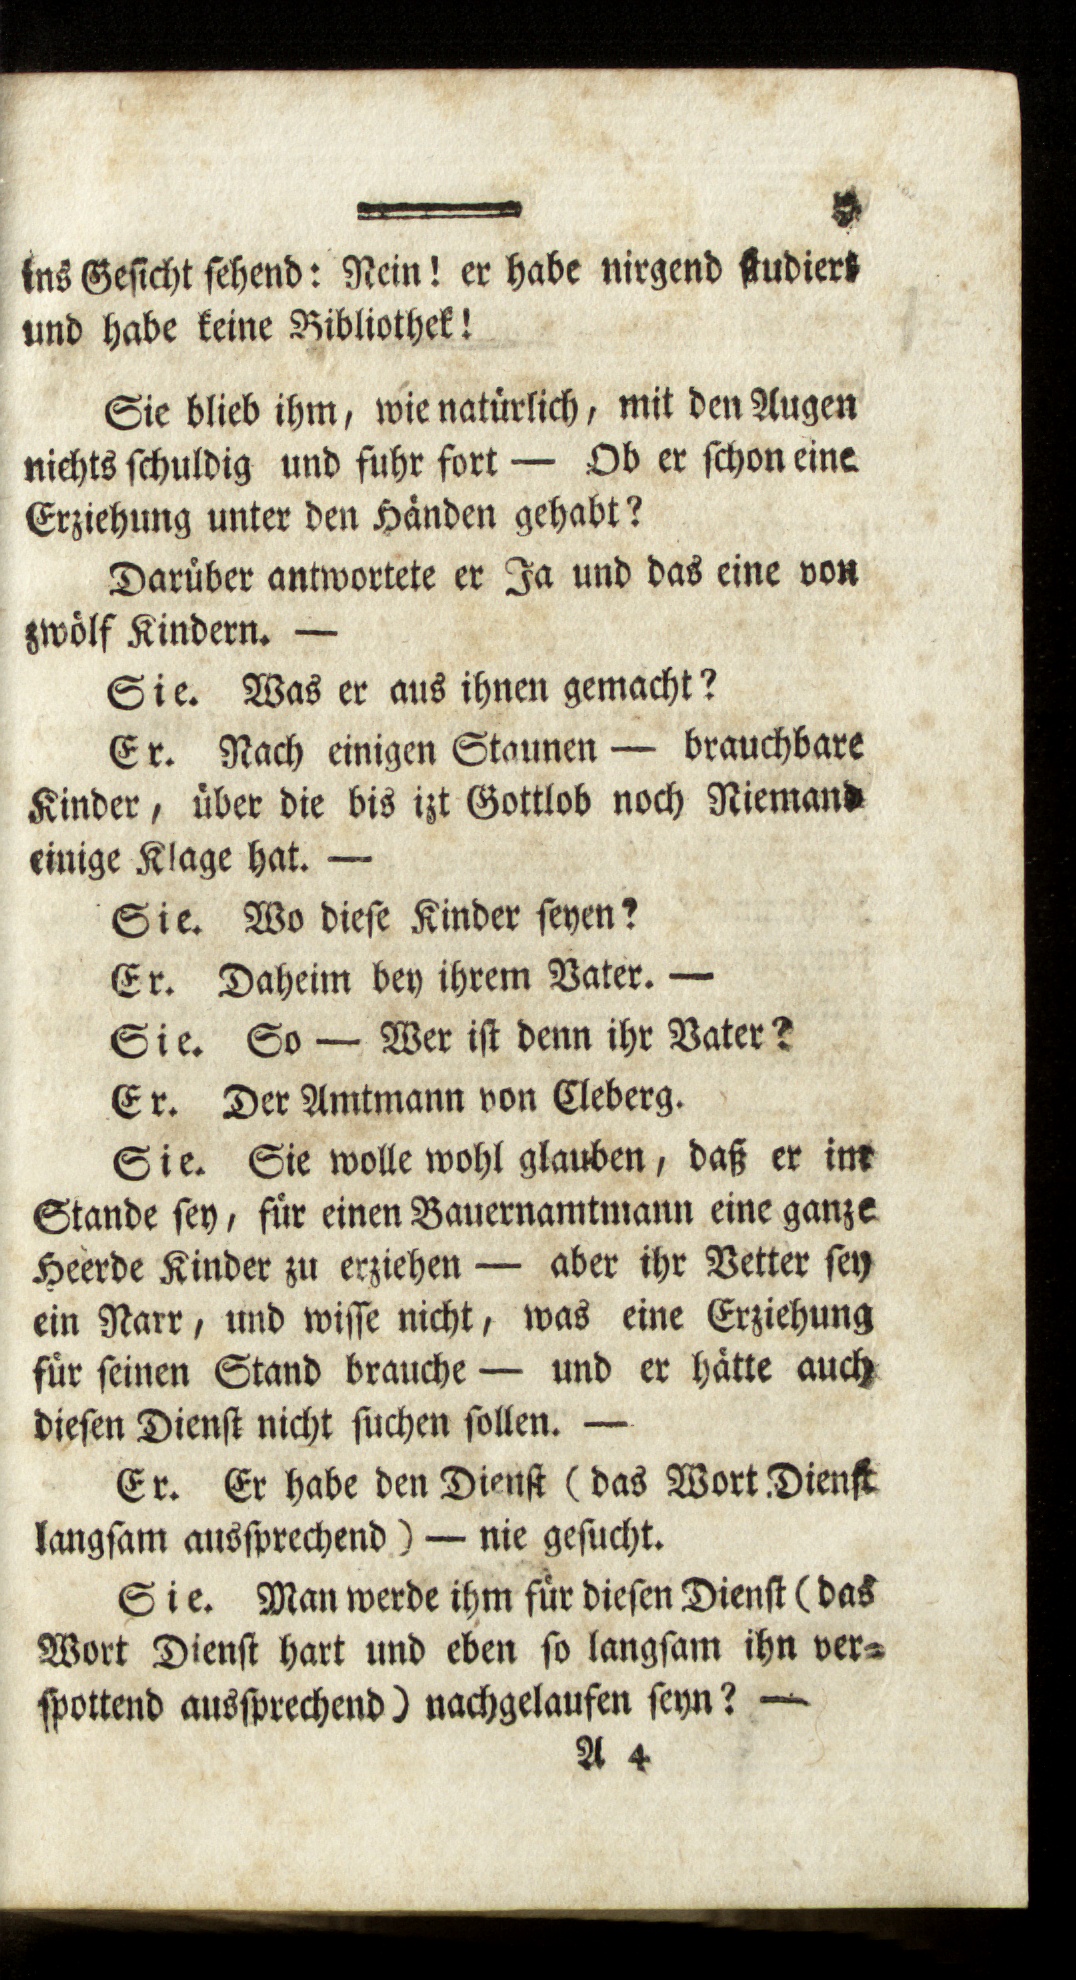 ins Gesicht sehend: Nein! er habe nirgend studiert
und habe keine Bibliothek!
Sie blieb ihm, wie natürlich, mit den Augen
nichts schuldig und fuhr fort — Ob er schon eine
Erziehung unter den Händen gehabt?
Darüber antwortete er Ja und das eine von
zwölf Kindern. —
Sie. Was er aus ihnen gemacht?
Er. Nach einigen Staunen — brauchbare
Kinder, über die bis izt Gottlob noch Niemand
einige Klage hat. —
Sie. Wo diese Kinder seyen?
Er. Daheim bey ihrem Vater. —
Sie. So — Wer ist denn ihr Vater?
Er. Der Amtmann von Cleberg.
Sie. Sie wolle wohl glauben, daß er im
Stande sey, für einen Bauernamtmann eine ganze
Heerde Kinder zu erziehen — aber ihr Vetter sey
ein Narr, und wisse nicht, was eine Erziehung
für seinen Stand brauche — und er hätte auch
diesen Dienst nicht suchen sollen. —
Er. Er habe den Dienst (das Wort Dienst
langsam aussprechend) — nie gesucht.
Sie. Man werde ihm für diesen Dienst (das
Wort Dienst hart und eben so langsam ihn ver-
spottend aussprechend) nachgelaufen seyn? —
A 4